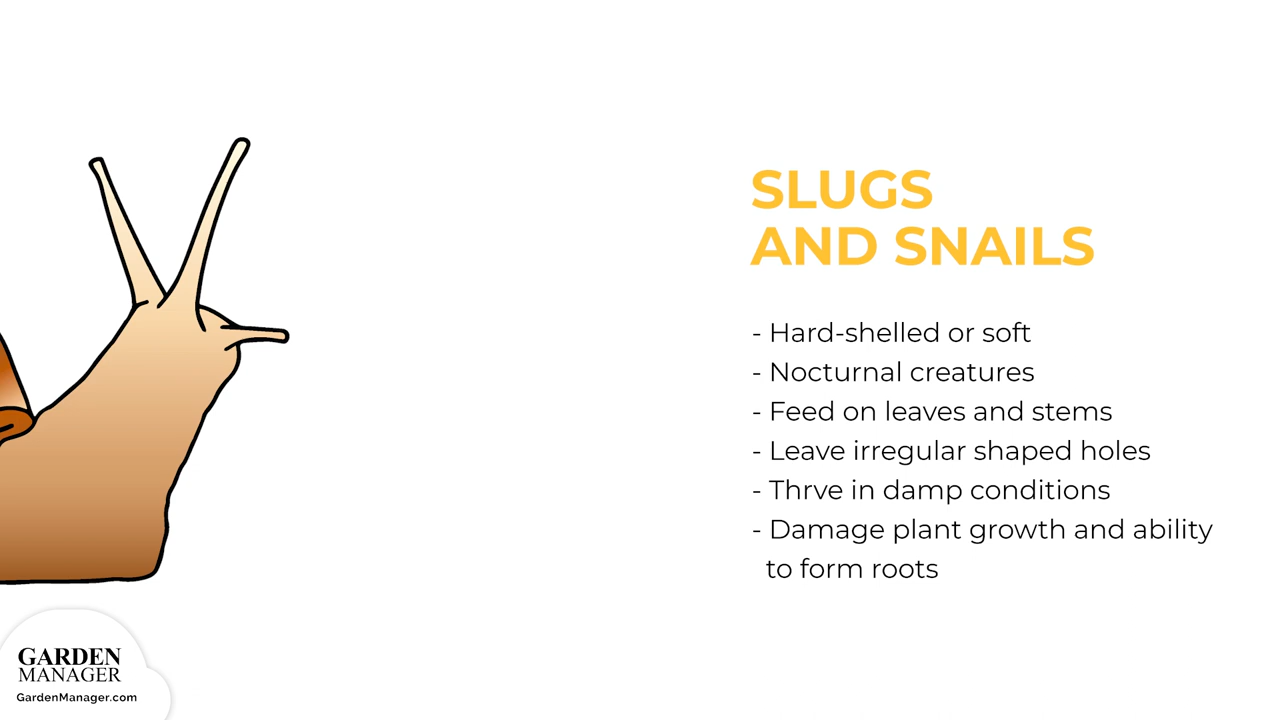 SLUGS
AND SNAILS
- Hard-shelled or soft
- Nocturnal creatures
- Feed on leaves and stems
- Leave irregular shaped holes
- Thrve in damp conditions
- Damage plant growth and ability
to form roots
GARDEN
MANAGER
GardenManager.com